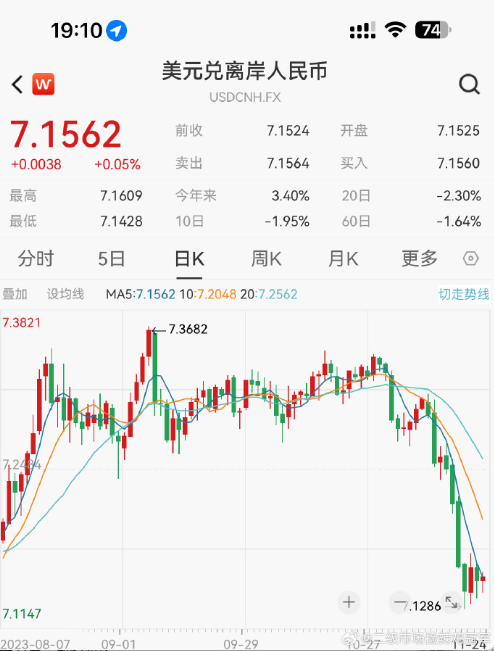 19:10 74
W 美元兑离岸人民币
USDCNH.FX
7.1562 前收 7.1524 开盘 7.1525
+0.0038 +0.05% 卖出 7.1564 买入 7.1560
最高 7.1609 今年来 3.40% 20日 -2.30%
最低 7.1428 10日 -1.95% 60日 -1.64%
分时 5日 日K 周K 月K 更多
叠加 设均线 MA5:7.1562 10:7.2048 20:7.2562 切走势线
7.3821
7.3682
7.2484
7.1286
7.1147
2023-08-07 09-01 09-29 10-27 11-24